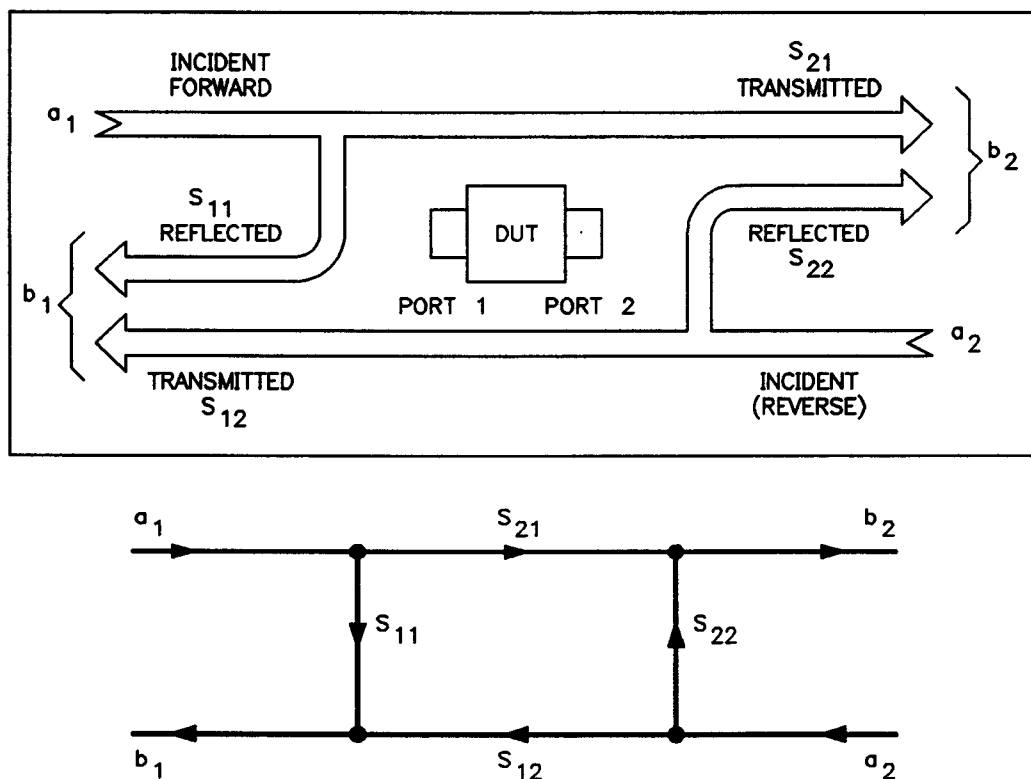 INCIDENT
FORWARD
S21
TRANSMITTED
a1
b2
S11
REFLECTED
DUT
REFLECTED
S22
b1
PORT 1
PORT 2
a2
TRANSMITTED
S12
INCIDENT
(REVERSE)
a1
S21
b2
S11
S22
b1
S12
a2